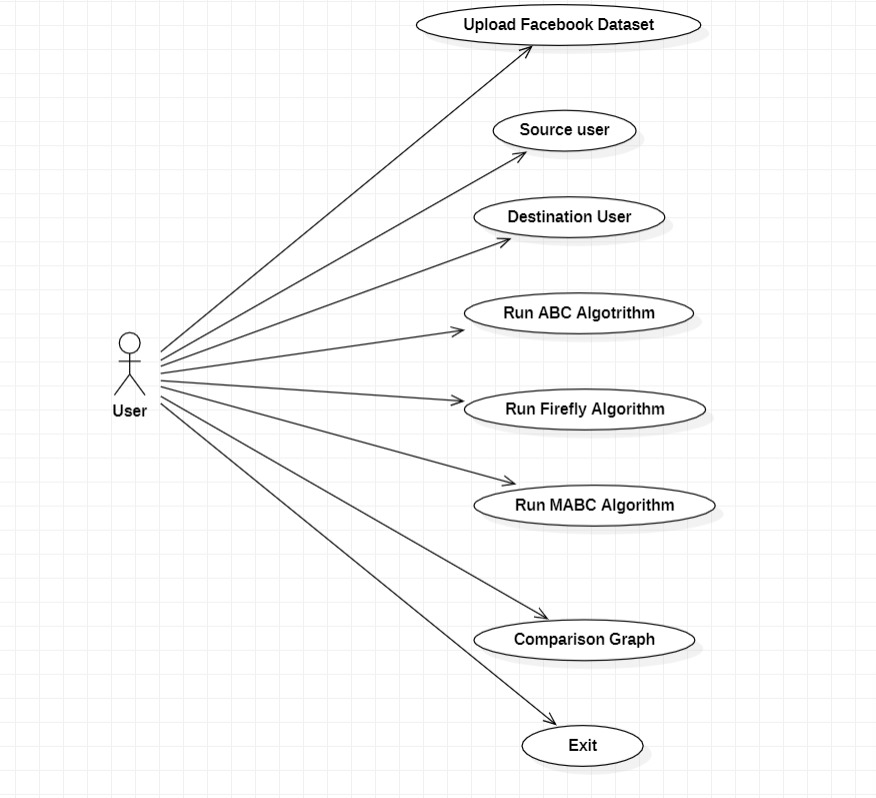 Upload Facebook Dataset
Source user
Destination User
Run ABC Algotrithm
Run Firefly Algorithm
User
Run MABC Algorithm
Comparison Graph
Exit